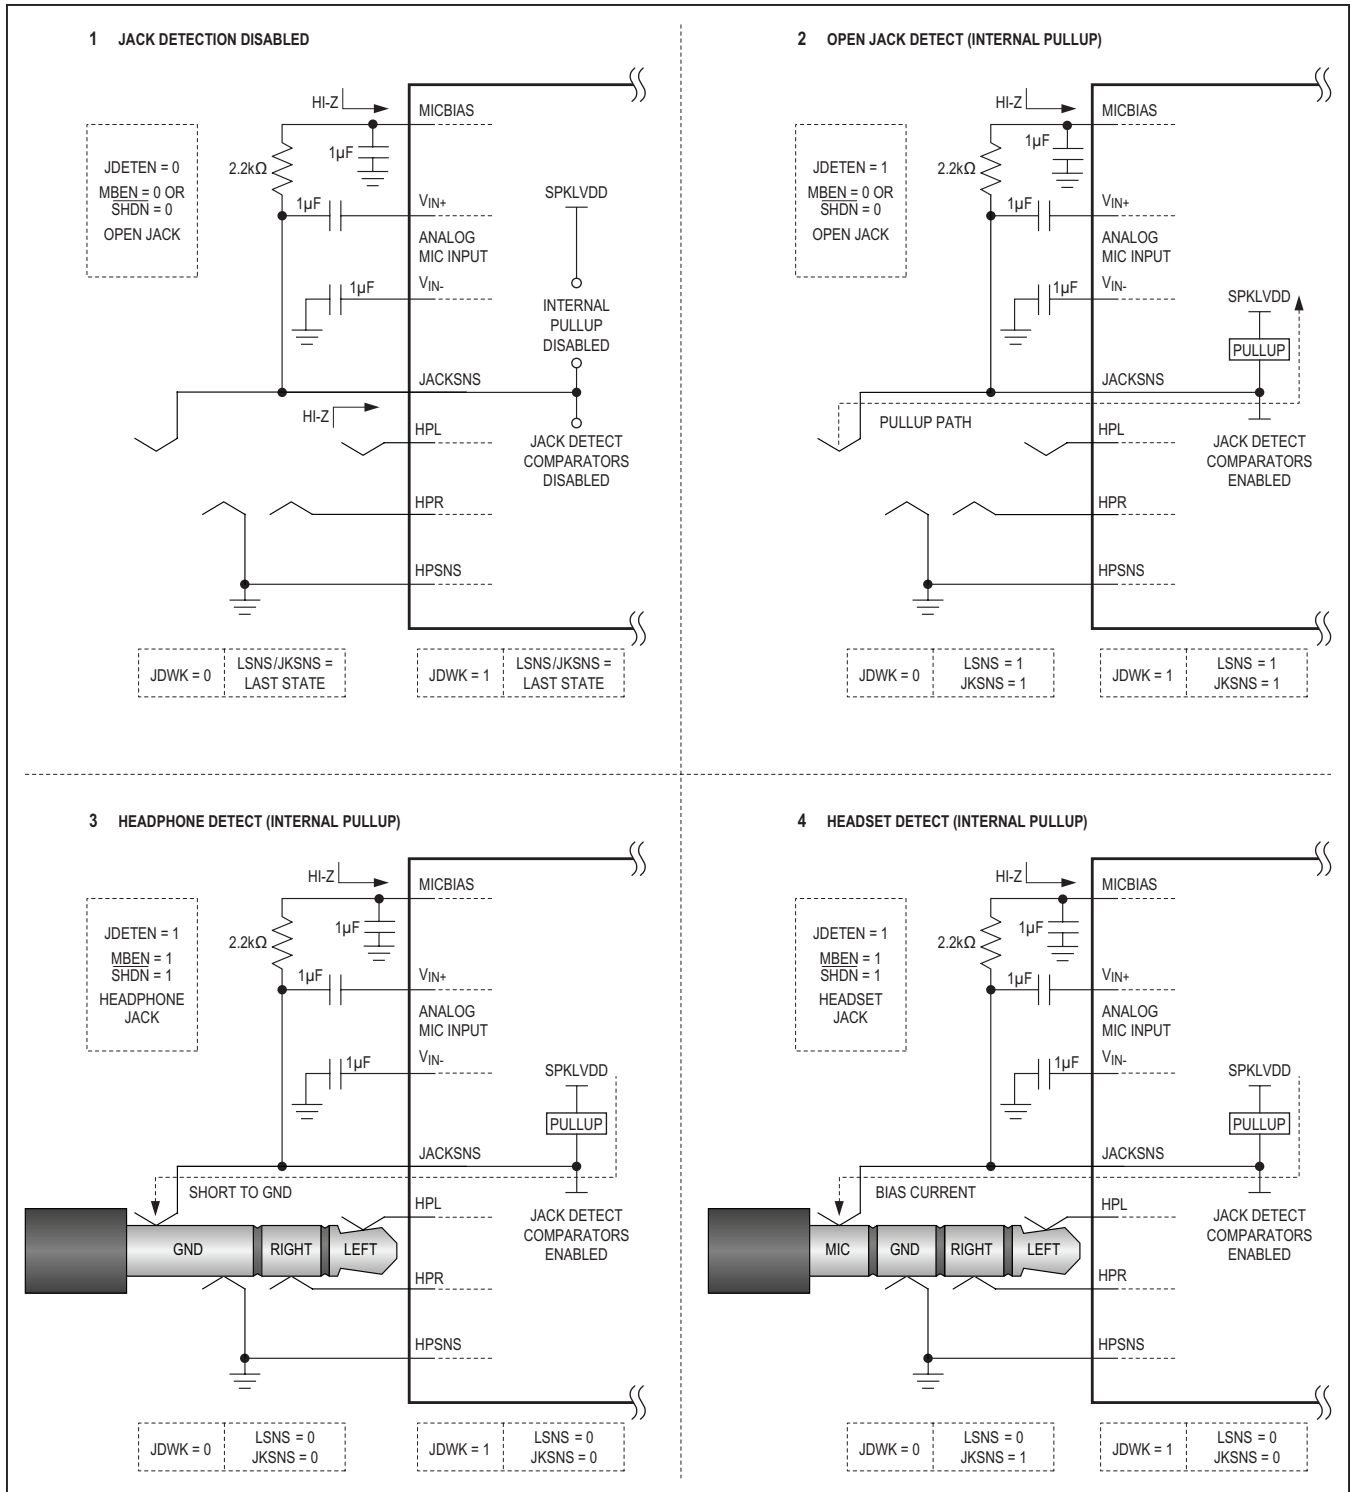 1 JACK DETECTION DISABLED
HI-Z
MICBIAS
JDETEN = 0
MBEN = 0 OR
SHDN = 0
OPEN JACK
2.2kΩ
1µF
1µF
VIN+
ANALOG
MIC INPUT
VIN-
1µF
SPKLVDD
INTERNAL
PULLUP
DISABLED
JACKSNS
HI-Z
HPL
JACK DETECT
COMPARATORS
DISABLED
HPR
HPSNS
JDWK = 0
LSNS/JKSNS =
LAST STATE
JDWK = 1
LSNS/JKSNS =
LAST STATE
2 OPEN JACK DETECT (INTERNAL PULLUP)
HI-Z
MICBIAS
JDETEN = 1
MBEN = 0 OR
SHDN = 0
OPEN JACK
2.2kΩ
1µF
1µF
VIN+
ANALOG
MIC INPUT
VIN-
1µF
SPKLVDD
PULLUP
JACKSNS
PULLUP PATH
HPL
JACK DETECT
COMPARATORS
ENABLED
HPR
HPSNS
JDWK = 0
LSNS = 1
JKSNS = 1
JDWK = 1
LSNS = 1
JKSNS = 1
3 HEADPHONE DETECT (INTERNAL PULLUP)
HI-Z
MICBIAS
JDETEN = 1
MBEN = 1
SHDN = 1
HEADPHONE
JACK
2.2kΩ
1µF
1µF
VIN+
ANALOG
MIC INPUT
VIN-
1µF
SPKLVDD
PULLUP
JACKSNS
SHORT TO GND
HPL
JACK DETECT
COMPARATORS
ENABLED
GND
RIGHT
LEFT
HPR
HPSNS
JDWK = 0
LSNS = 0
JKSNS = 0
JDWK = 1
LSNS = 0
JKSNS = 0
4 HEADSET DETECT (INTERNAL PULLUP)
HI-Z
MICBIAS
JDETEN = 1
MBEN = 1
SHDN = 1
HEADSET
JACK
2.2kΩ
1µF
1µF
VIN+
ANALOG
MIC INPUT
VIN-
1µF
SPKLVDD
PULLUP
JACKSNS
BIAS CURRENT
HPL
JACK DETECT
COMPARATORS
ENABLED
MIC
GND
RIGHT
LEFT
HPR
HPSNS
JDWK = 0
LSNS = 0
JKSNS = 1
JDWK = 1
LSNS = 0
JKSNS = 0